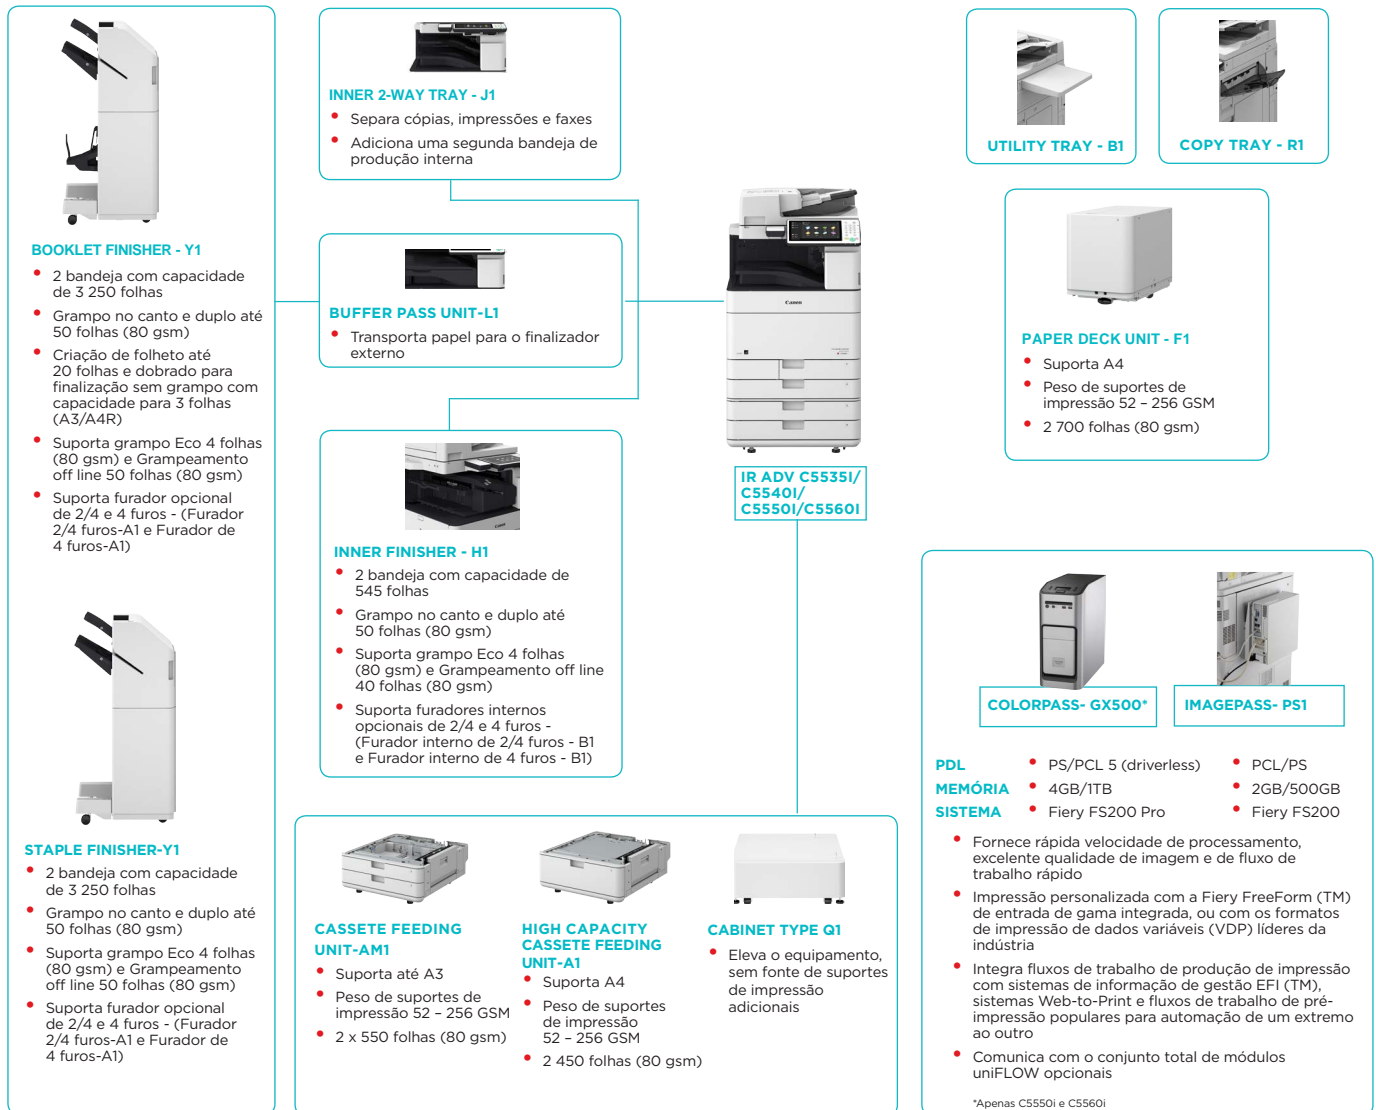 BOOKLET FINISHER - Y1
2 bandeja com capacidade
de 3 250 folhas
Grampo no canto e duplo até
50 folhas (80 gsm)
Criação de folheto até
20 folhas e dobrado para
finalização sem grampo com
capacidade para 3 folhas
(A3/A4R)
Suporta grampo Eco 4 folhas
(80 gsm) e Grampeamento
off line 50 folhas (80 gsm)
Suporta furador opcional
de 2/4 e 4 furos - (Furador
2/4 furos-A1 e Furador de
4 furos-A1)
STAPLE FINISHER-Y1
2 bandeja com capacidade
de 3 250 folhas
Grampo no canto e duplo até
50 folhas (80 gsm)
Suporta grampo Eco 4 folhas
(80 gsm) e Grampeamento
off line 50 folhas (80 gsm)
Suporta furador opcional
de 2/4 e 4 furos - (Furador
2/4 furos-A1 e Furador de
4 furos-A1)
INNER 2-WAY TRAY - J1
Separa cópias, impressões e faxes
Adiciona uma segunda bandeja de
produção interna
BUFFER PASS UNIT-L1
Transporta papel para o finalizador
externo
INNER FINISHER - H1
2 bandeja com capacidade de
545 folhas
Grampo no canto e duplo até
50 folhas (80 gsm)
Suporta grampo Eco 4 folhas
(80 gsm) e Grampeamento off line
40 folhas (80 gsm)
Suporta furadores internos
opcionais de 2/4 e 4 furos -
(Furador interno de 2/4 furos - B1
e Furador interno de 4 furos - B1)
Canon
IR ADV C5535I/
C5540I/
C5550I/C5560I
CASSETE FEEDING
UNIT-AM1
Suporta até A3
Peso de suportes de
impressão 52 – 256 GSM
2 x 550 folhas (80 gsm)
HIGH CAPACITY
CASSETE FEEDING
UNIT-A1
Suporta A4
Peso de suportes
de impressão
52 – 256 GSM
2 450 folhas (80 gsm)
CABINET TYPE Q1
Eleva o equipamento,
sem fonte de suportes
de impressão
adicionais
UTILITY TRAY - B1
COPY TRAY - R1
PAPER DECK UNIT - F1
Suporta A4
Peso de suportes de
impressão 52 – 256 GSM
2 700 folhas (80 gsm)
COLORPASS- GX500* IMAGEPASS- PS1
PDL PS/PCL 5 (driverless) PCL/PS
MEMÓRIA 4GB/1TB 2GB/500GB
SISTEMA Fiery FS200 Pro Fiery FS200
Fornece rápida velocidade de processamento,
excelente qualidade de imagem e de fluxo de
trabalho rápido
Impressão personalizada com a Fiery FreeForm (TM)
de entrada de gama integrada, ou com os formatos
de impressão de dados variáveis (VDP) líderes da
indústria
Integra fluxos de trabalho de produção de impressão
com sistemas de informação de gestão EFI (TM),
sistemas Web-to-Print e fluxos de trabalho de pré-
impressão populares para automação de um extremo
ao outro
Comunica com o conjunto total de módulos
uniFLOW opcionais
*Apenas C5550i e C5560i